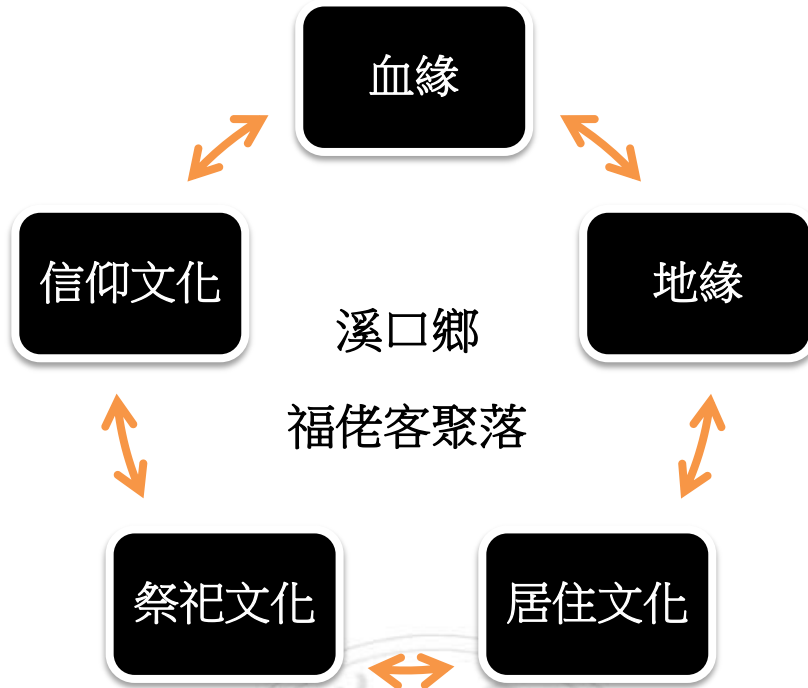 血緣
信仰文化
地緣
溪口鄉
福佬客聚落
祭祀文化
居住文化